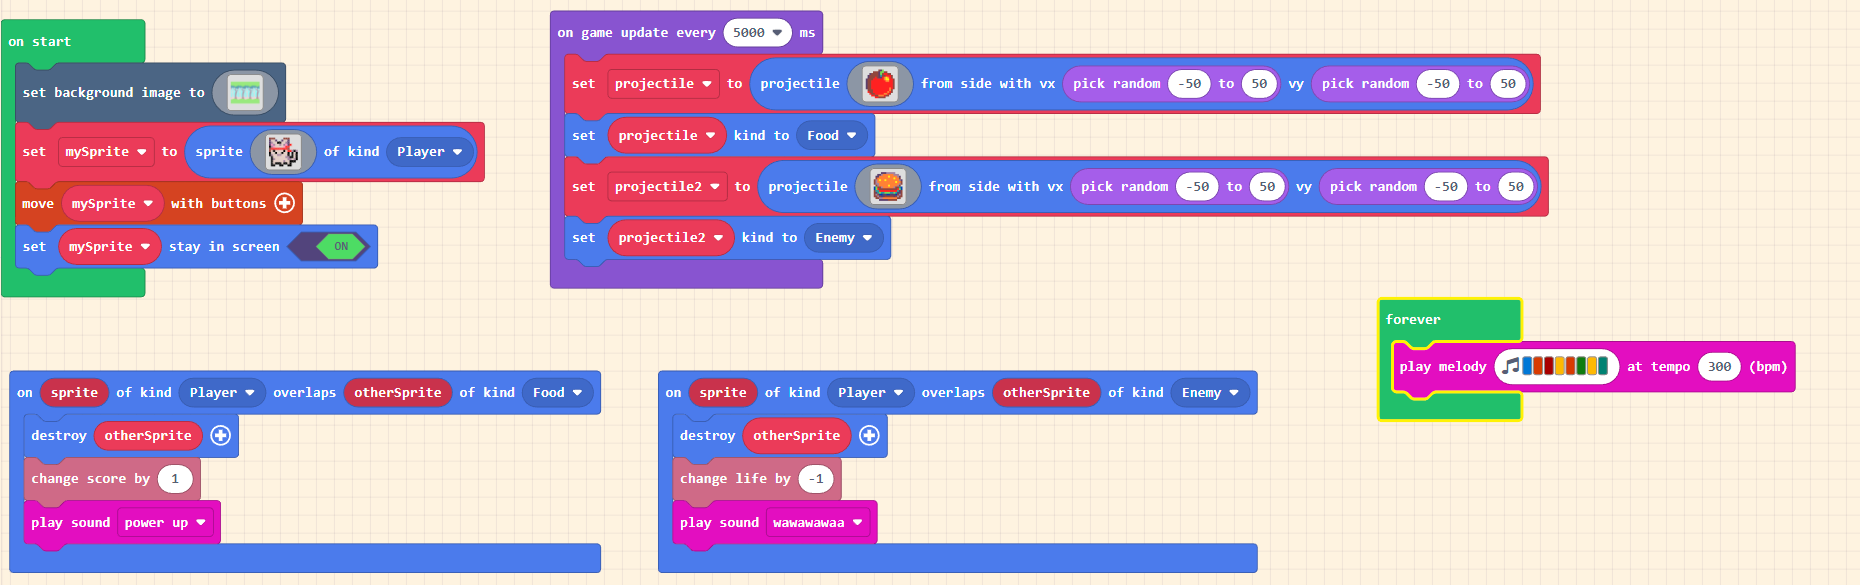 on start
set background image to
set mySprite to sprite of kind Player
move mySprite with buttons
set mySprite stay in screen ON
on game update every 5000 ms
set projectile to projectile from side with vx pick random -50 to 50 vy pick random -50 to 50
set projectile kind to Food
set projectile2 to projectile from side with vx pick random -50 to 50 vy pick random -50 to 50
set projectile2 kind to Enemy
forever
play melody at tempo 300 (bpm)
on sprite of kind Player overlaps otherSprite of kind Food
destroy otherSprite
change score by 1
play sound power up
on sprite of kind Player overlaps otherSprite of kind Enemy
destroy otherSprite
change life by -1
play sound wawawawaa